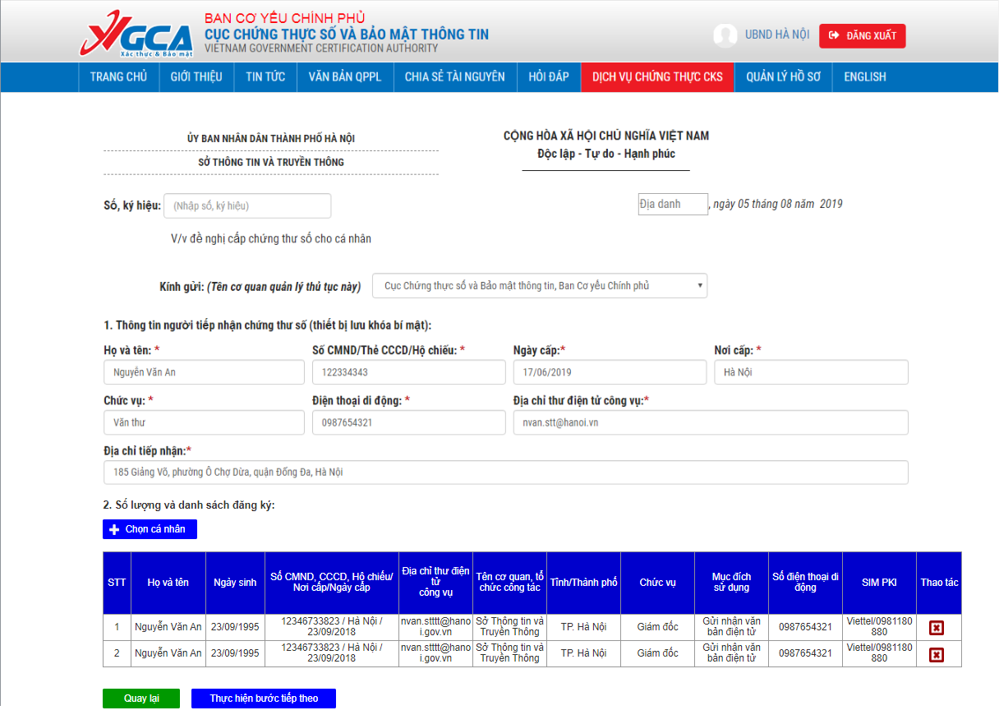 VGCA
Xác thực & Bảo mật
BAN CƠ YẾU CHÍNH PHỦ
CỤC CHỨNG THỰC SỐ VÀ BẢO MẬT THÔNG TIN
VIETNAM GOVERNMENT CERTIFICATION AUTHORITY
UBND HÀ NỘI
ĐĂNG XUẤT
TRANG CHỦ GIỚI THIỆU TIN TỨC VĂN BẢN QPPL CHIA SẺ TÀI NGUYÊN HỎI ĐÁP DỊCH VỤ CHỨNG THỰC CKS QUẢN LÝ HỒ SƠ ENGLISH
ỦY BAN NHÂN DÂN THÀNH PHỐ HÀ NỘI
SỞ THÔNG TIN VÀ TRUYỀN THÔNG
CỘNG HÒA XÃ HỘI CHỦ NGHĨA VIỆT NAM
Độc lập - Tự do - Hạnh phúc
Số, ký hiệu: (Nhập số, ký hiệu)
Địa danh , ngày 05 tháng 08 năm 2019
V/v đề nghị cấp chứng thư số cho cá nhân
Kính gửi: (Tên cơ quan quản lý thủ tục này) Cục Chứng thực số và Bảo mật thông tin, Ban Cơ yếu Chính phủ
1. Thông tin người tiếp nhận chứng thư số (thiết bị lưu khóa bí mật):
Họ và tên: * Số CMND/Thẻ CCCD/Hộ chiếu: * Ngày cấp:* Nơi cấp: *
Nguyễn Văn An 122334343 17/06/2019 Hà Nội
Chức vụ: * Điện thoại di động: * Địa chỉ thư điện tử công vụ:*
Văn thư 0987654321 nvan.stt@hanoi.vn
Địa chỉ tiếp nhận:*
185 Giảng Võ, phường Ô Chợ Dừa, quận Đống Đa, Hà Nội
2. Số lượng và danh sách đăng ký:
Chọn cá nhân
STT Họ và tên Ngày sinh Số CMND, CCCD, Hộ chiếu/ Nơi cấp/Ngày cấp Địa chỉ thư điện tử công vụ Tên cơ quan, tổ chức công tác Tỉnh/Thành phố Chức vụ Mục đích sử dụng Số điện thoại di động SIM PKI Thao tác
1 Nguyễn Văn An 23/09/1995 12346733823 / Hà Nội / 23/09/2018 nvan.stttt@hanoi.gov.vn Sở Thông tin và Truyền Thông TP. Hà Nội Giám đốc Gửi nhận văn bản điện tử 0987654321 Viettel/0981180880
2 Nguyễn Văn An 23/09/1995 12346733823 / Hà Nội / 23/09/2018 nvan.stttt@hanoi.gov.vn Sở Thông tin và Truyền Thông TP. Hà Nội Giám đốc Gửi nhận văn bản điện tử 0987654321 Viettel/0981180880
Quay lại Thực hiện bước tiếp theo